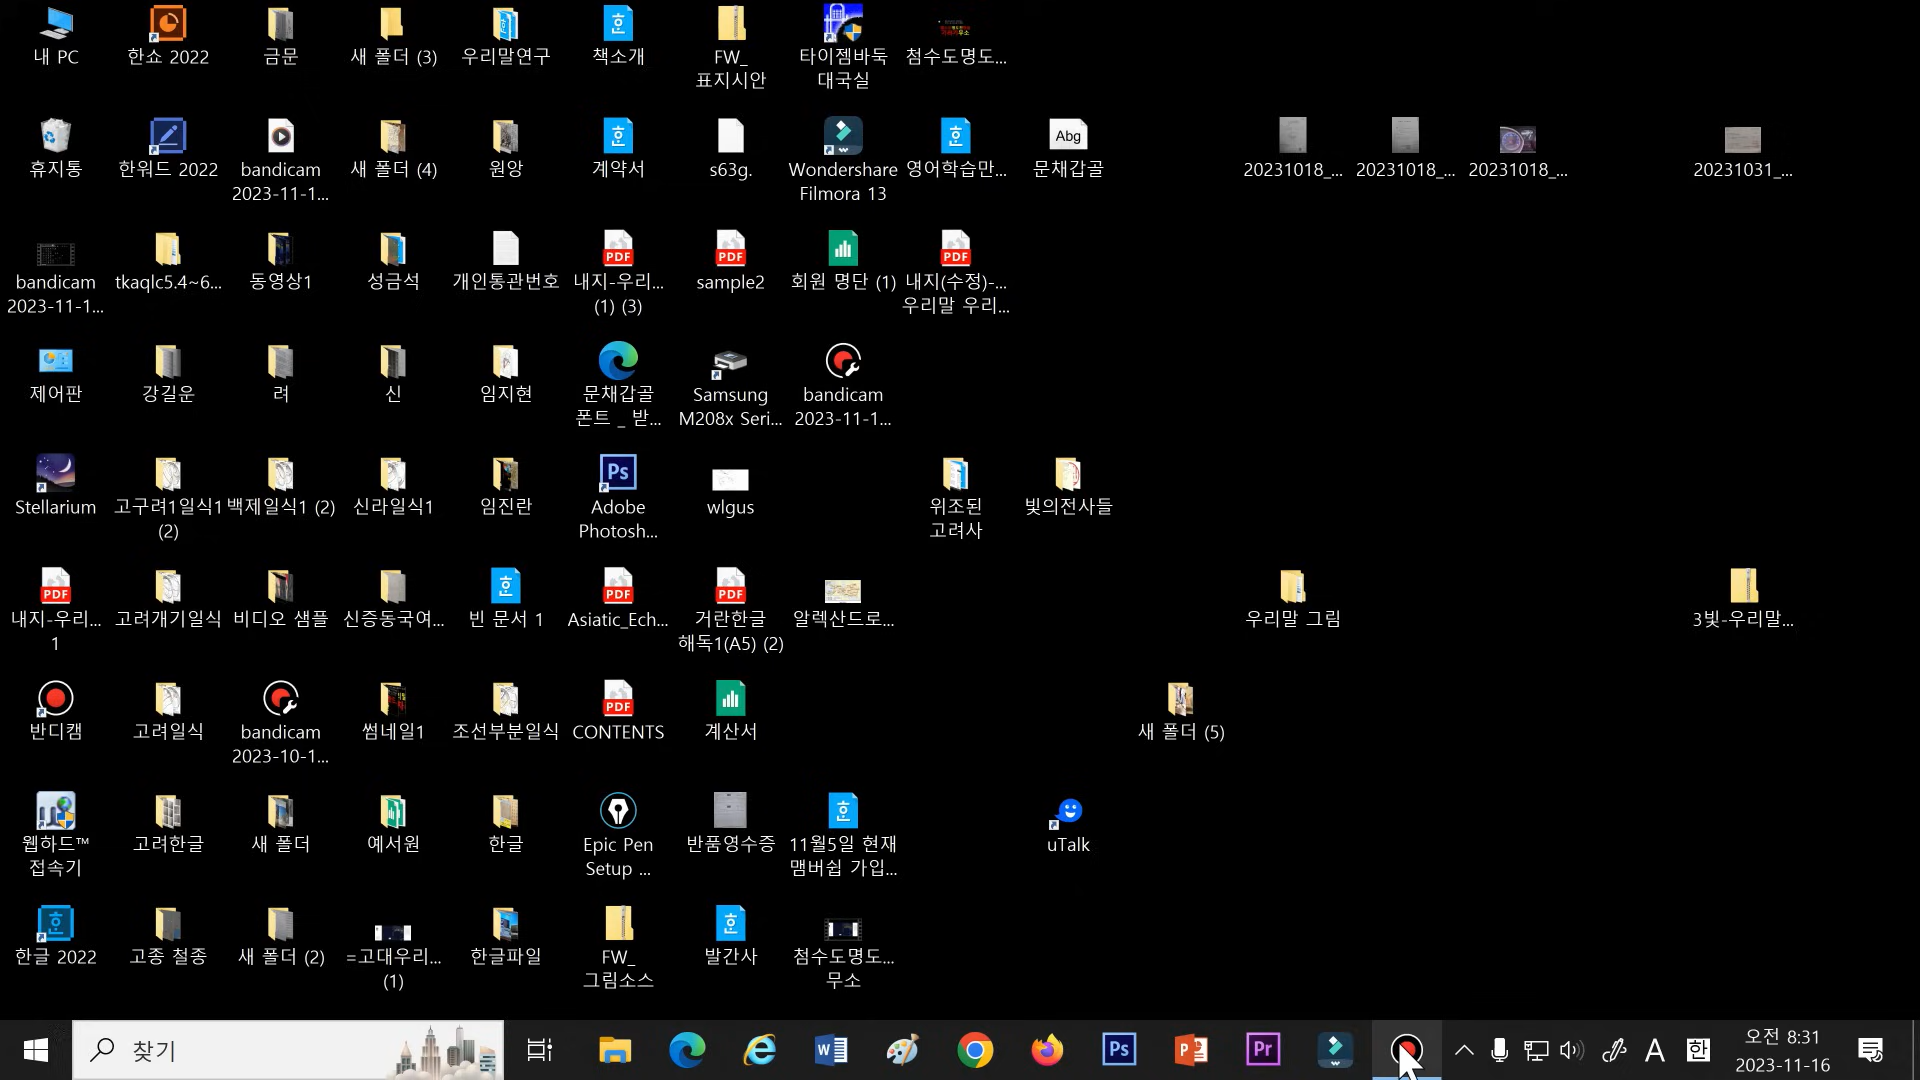 내 PC
한쇼 2022
금문
새 폴더 (3)
우리말연구
책소개
FW_
표지시안
타이젬바둑
대국실
첨수도명도...
휴지통
한워드 2022
bandicam
2023-11-1...
새 폴더 (4)
원앙
계약서
s63g.
Wondershare
Filmora 13
영어학습만...
Abg
문채갑골
20231018_...
20231018_...
20231018_...
20231031_...
bandicam
2023-11-1...
tkaqlc5.4~6...
동영상1
성금석
개인통관번호
PDF
내지-우리...
(1) (3)
PDF
sample2
회원 명단 (1)
PDF
내지(수정)-...
우리말 우리...
제어판
강길운
려
신
임지현
문채갑골
폰트 _ 받...
Samsung
M208x Seri...
bandicam
2023-11-1...
Stellarium
고구려1일식1
(2)
백제일식1 (2)
신라일식1
임진란
Ps
Adobe
Photosh...
wlgus
위조된
고려사
빛의전사들
PDF
내지-우리...
1
고려개기일식
비디오 샘플
신증동국여...
빈 문서 1
PDF
Asiatic_Ech...
PDF
거란한글
해독1(A5) (2)
알렉산드로...
우리말 그림
3빛-우리말...
반디캠
고려일식
bandicam
2023-10-1...
썸네일1
조선부분일식
PDF
CONTENTS
계산서
새 폴더 (5)
웹하드™
접속기
고려한글
새 폴더
예서원
한글
Epic Pen
Setup ...
반품영수증
11월5일 현재
맴버쉽 가입...
uTalk
한글 2022
고종 철종
새 폴더 (2)
=고대우리...
(1)
한글파일
FW_
그림소스
발간사
첨수도명도...
무소
찾기
Ps
Pr
A
한
오전 8:31
2023-11-16